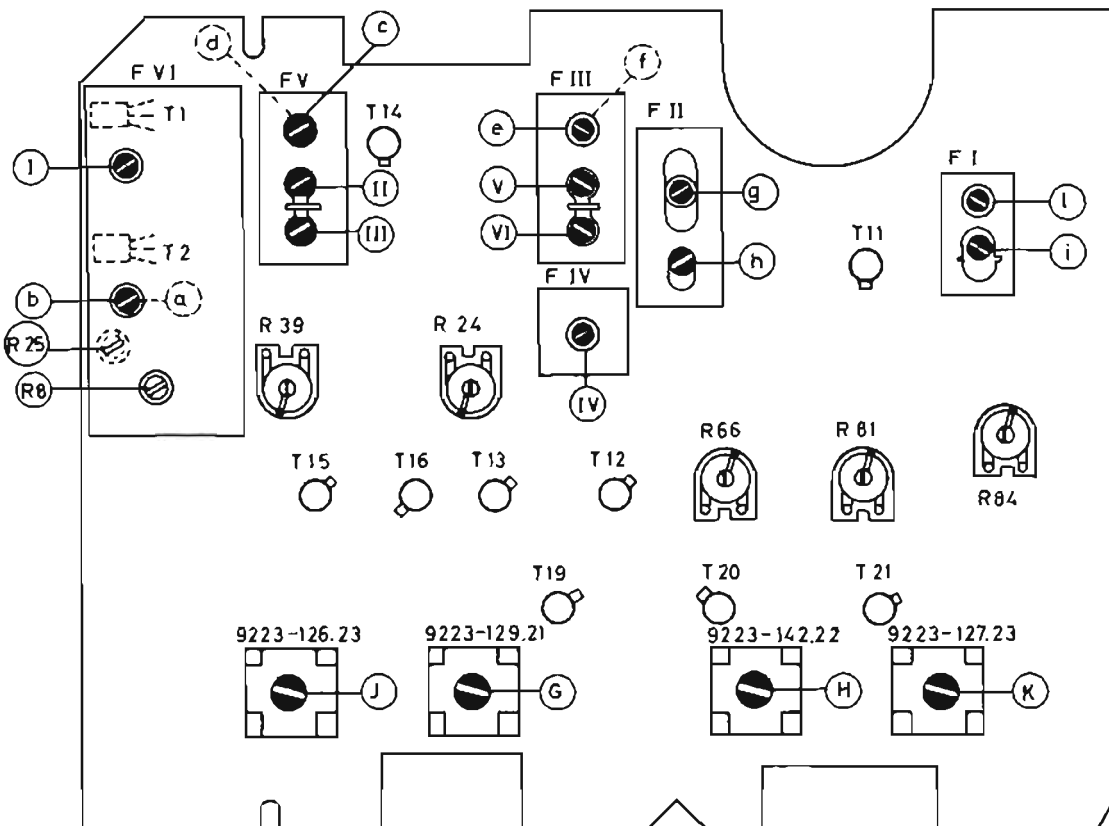 d
c
F VI
F V
F III
f
F II
T1
T14
e
I
II
V
g
F I
l
T2
III
VI
h
T11
i
b
a
F IV
R 25
R 39
R 24
R8
IV
R66
R 81
R84
T15
T16
T13
T12
T19
T 20
T 21
9223-126.23
9223-129.21
9223-142.22
9223-127.23
J
G
H
K